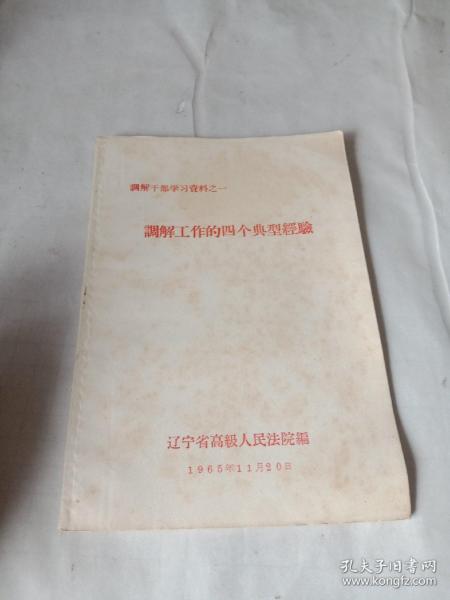 調解干部学习資料之一
調解工作的四个典型經驗
辽宁省高級人民法院編
1965年11月20日
孔夫子旧书网
www.kongfz.com